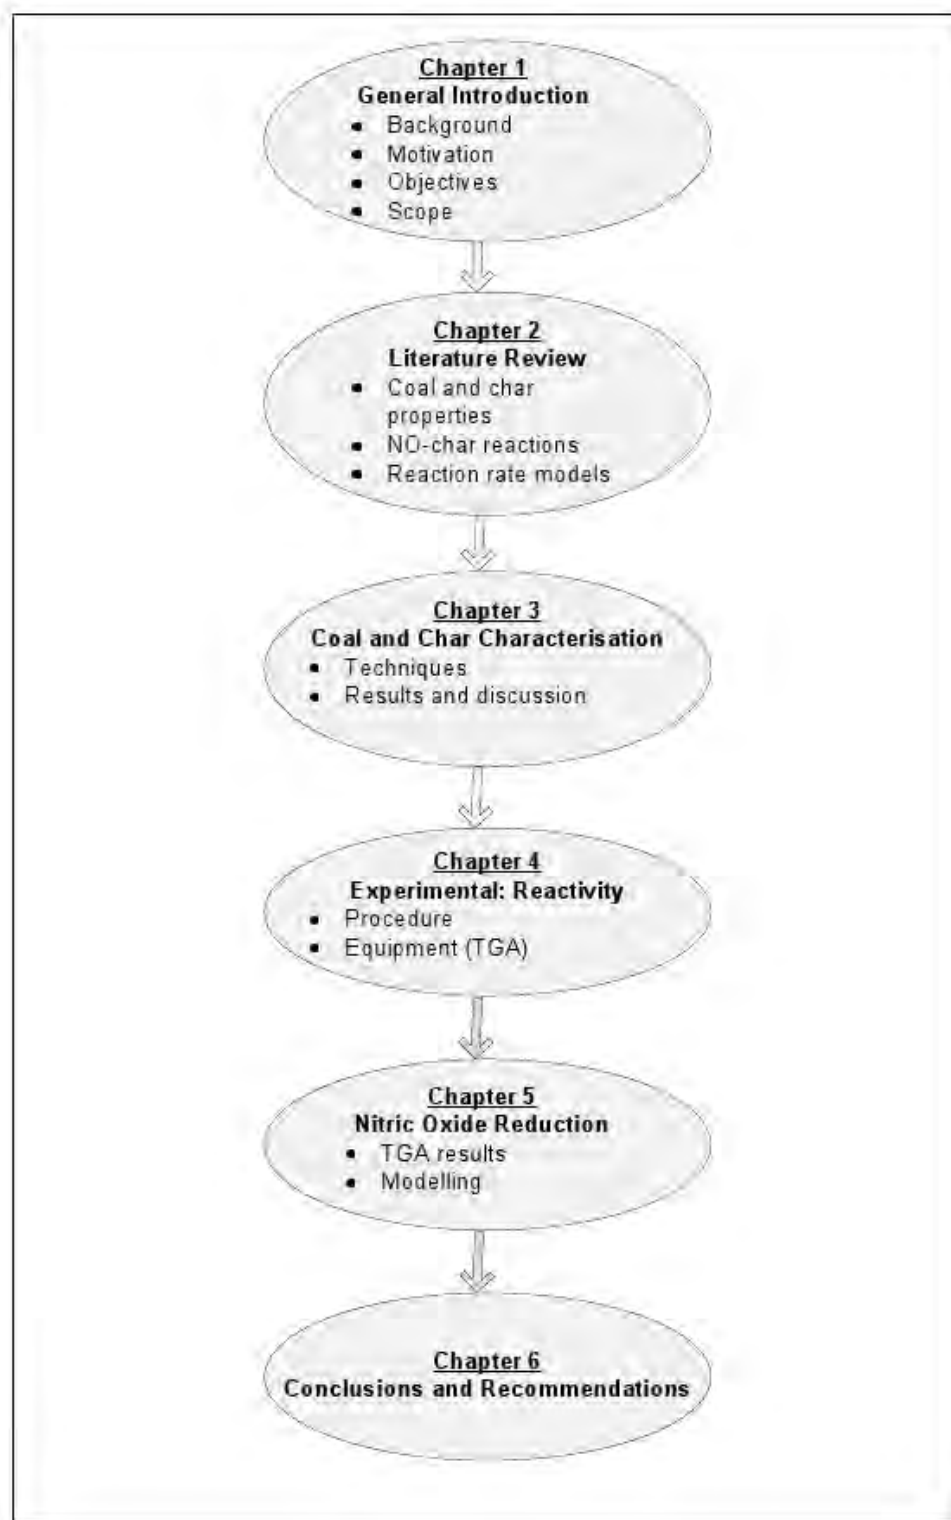 Chapter 1
General Introduction
• Background
• Motivation
• Objectives
• Scope
Chapter 2
Literature Review
• Coal and char
properties
• NO-char reactions
• Reaction rate models
Chapter 3
Coal and Char Characterisation
• Techniques
• Results and discussion
Chapter 4
Experimental: Reactivity
• Procedure
• Equipment (TGA)
Chapter 5
Nitric Oxide Reduction
• TGA results
• Modelling
Chapter 6
Conclusions and Recommendations